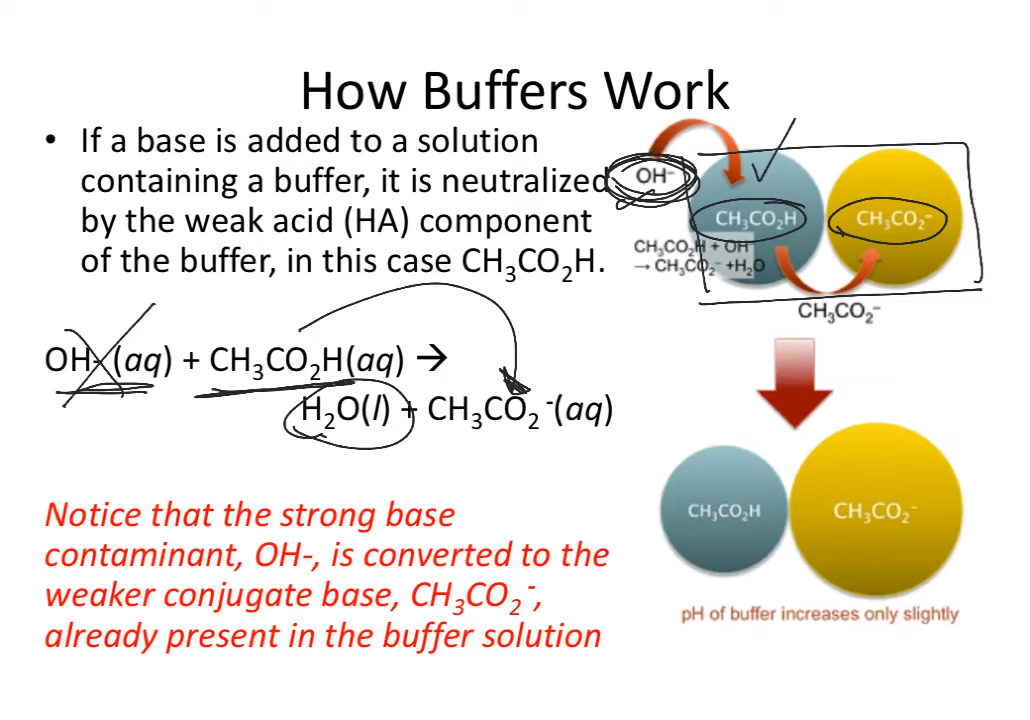 How Buffers Work
• If a base is added to a solution
containing a buffer, it is neutralized
by the weak acid (HA) component
of the buffer, in this case CH₃CO₂H.
OH- (aq) + CH₃CO₂H(aq) →
H₂O(l) + CH₃CO₂ ⁻(aq)
Notice that the strong base
contaminant, OH-, is converted to the
weaker conjugate base, CH₃CO₂⁻,
already present in the buffer solution
OH⁻
CH₃CO₂H
CH₃CO₂⁻
CH₃CO₂H + OH⁻
→ CH₃CO₂⁻ +H₂O
CH₃CO₂⁻
CH₃CO₂H
CH₃CO₂⁻
pH of buffer increases only slightly